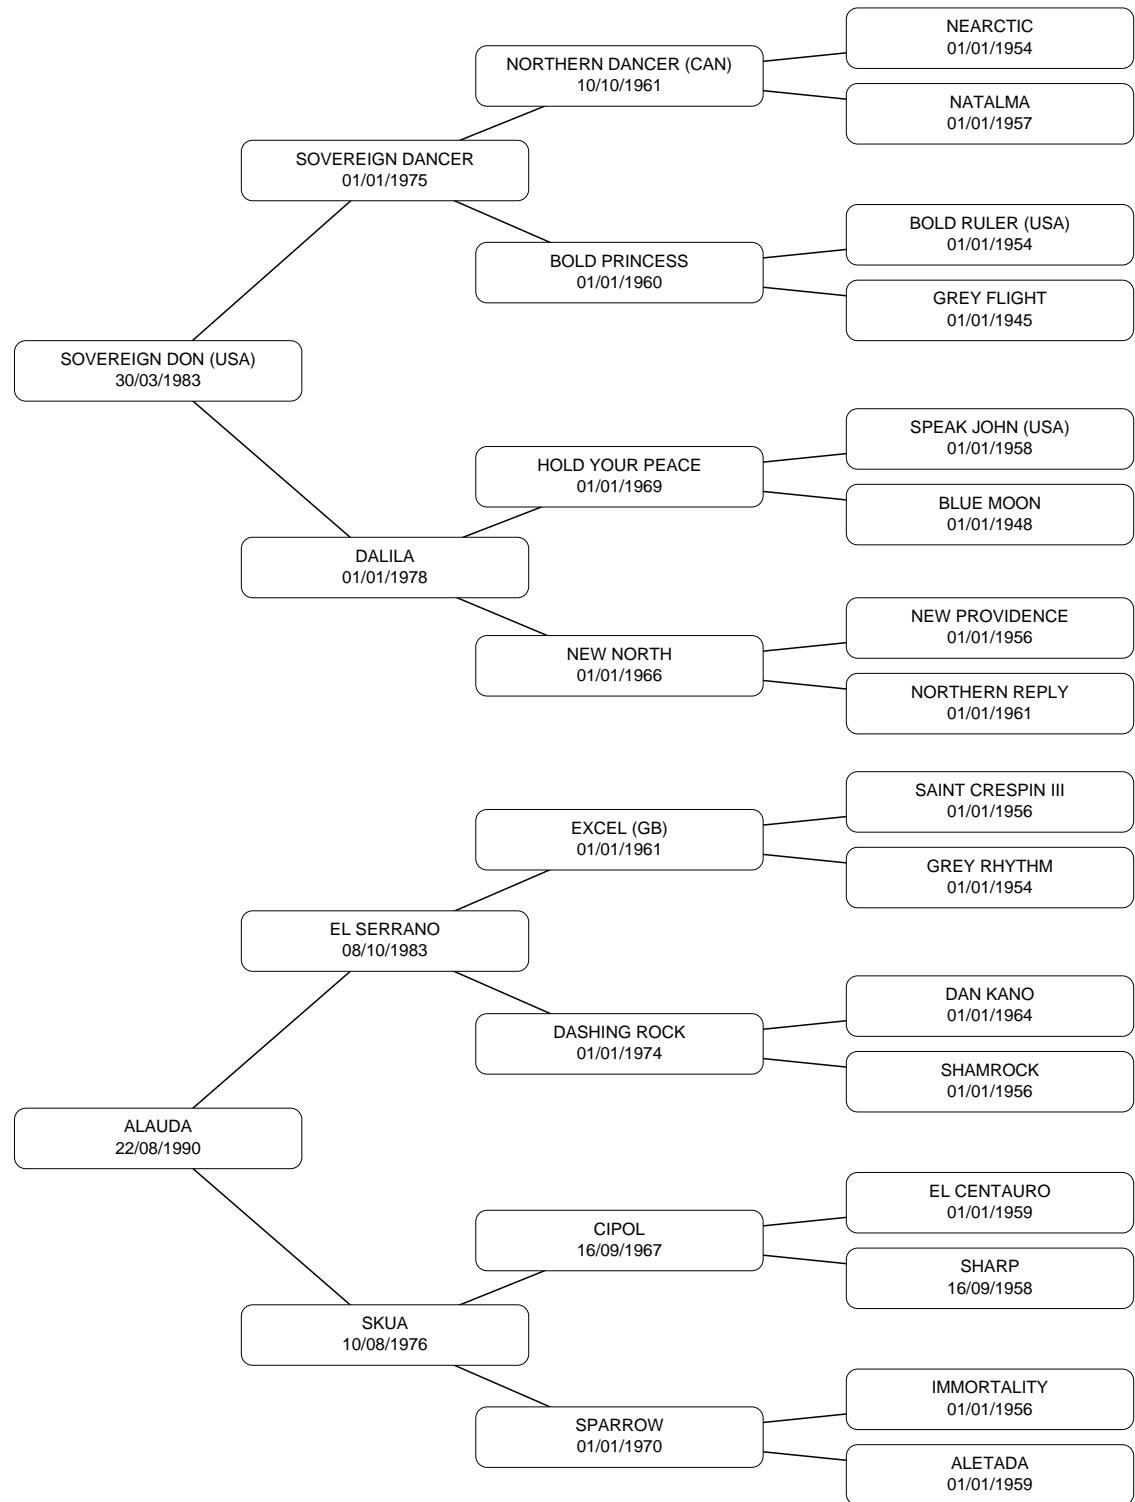 NEARCTIC
01/01/1954
NORTHERN DANCER (CAN)
10/10/1961
NATALMA
01/01/1957
SOVEREIGN DANCER
01/01/1975
BOLD RULER (USA)
01/01/1954
BOLD PRINCESS
01/01/1960
GREY FLIGHT
01/01/1945
SOVEREIGN DON (USA)
30/03/1983
SPEAK JOHN (USA)
01/01/1958
HOLD YOUR PEACE
01/01/1969
BLUE MOON
01/01/1948
DALILA
01/01/1978
NEW PROVIDENCE
01/01/1956
NEW NORTH
01/01/1966
NORTHERN REPLY
01/01/1961
SAINT CRESPIN III
01/01/1956
EXCEL (GB)
01/01/1961
GREY RHYTHM
01/01/1954
EL SERRANO
08/10/1983
DAN KANO
01/01/1964
DASHING ROCK
01/01/1974
SHAMROCK
01/01/1956
ALAUDA
22/08/1990
EL CENTAURO
01/01/1959
CIPOL
16/09/1967
SHARP
16/09/1958
SKUA
10/08/1976
IMMORTALITY
01/01/1956
SPARROW
01/01/1970
ALETADA
01/01/1959